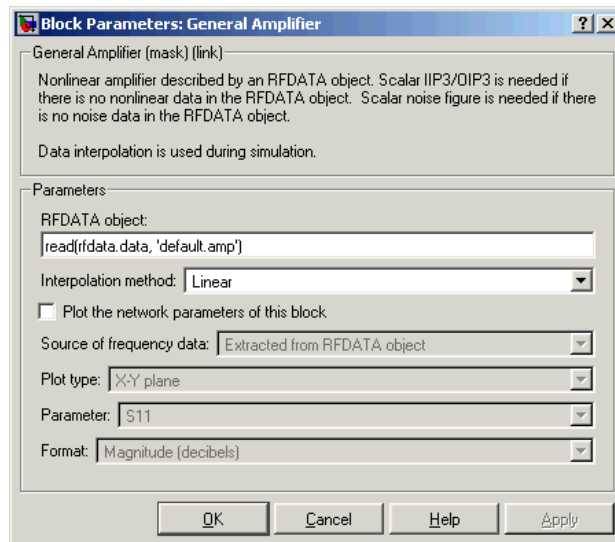 Block Parameters: General Amplifier
General Amplifier (mask) (link)
Nonlinear amplifier described by an RFDATA object. Scalar IIP3/OIP3 is needed if
there is no nonlinear data in the RFDATA object.  Scalar noise figure is needed if there
is no noise data in the RFDATA object.
Data interpolation is used during simulation.
Parameters
RFDATA object:
read(rfdata.data, 'default.amp')
Interpolation method: Linear
Plot the network parameters of this block
Source of frequency data: Extracted from RFDATA object
Plot type: X-Y plane
Parameter: S11
Format: Magnitude (decibels)
OK Cancel Help Apply